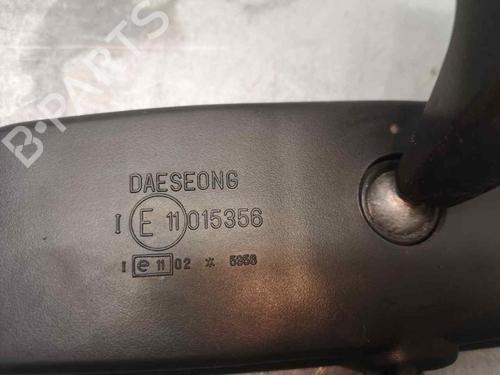 B-PARTS
DAESEONG
I E 11 015356
I e 11 02 * 5356